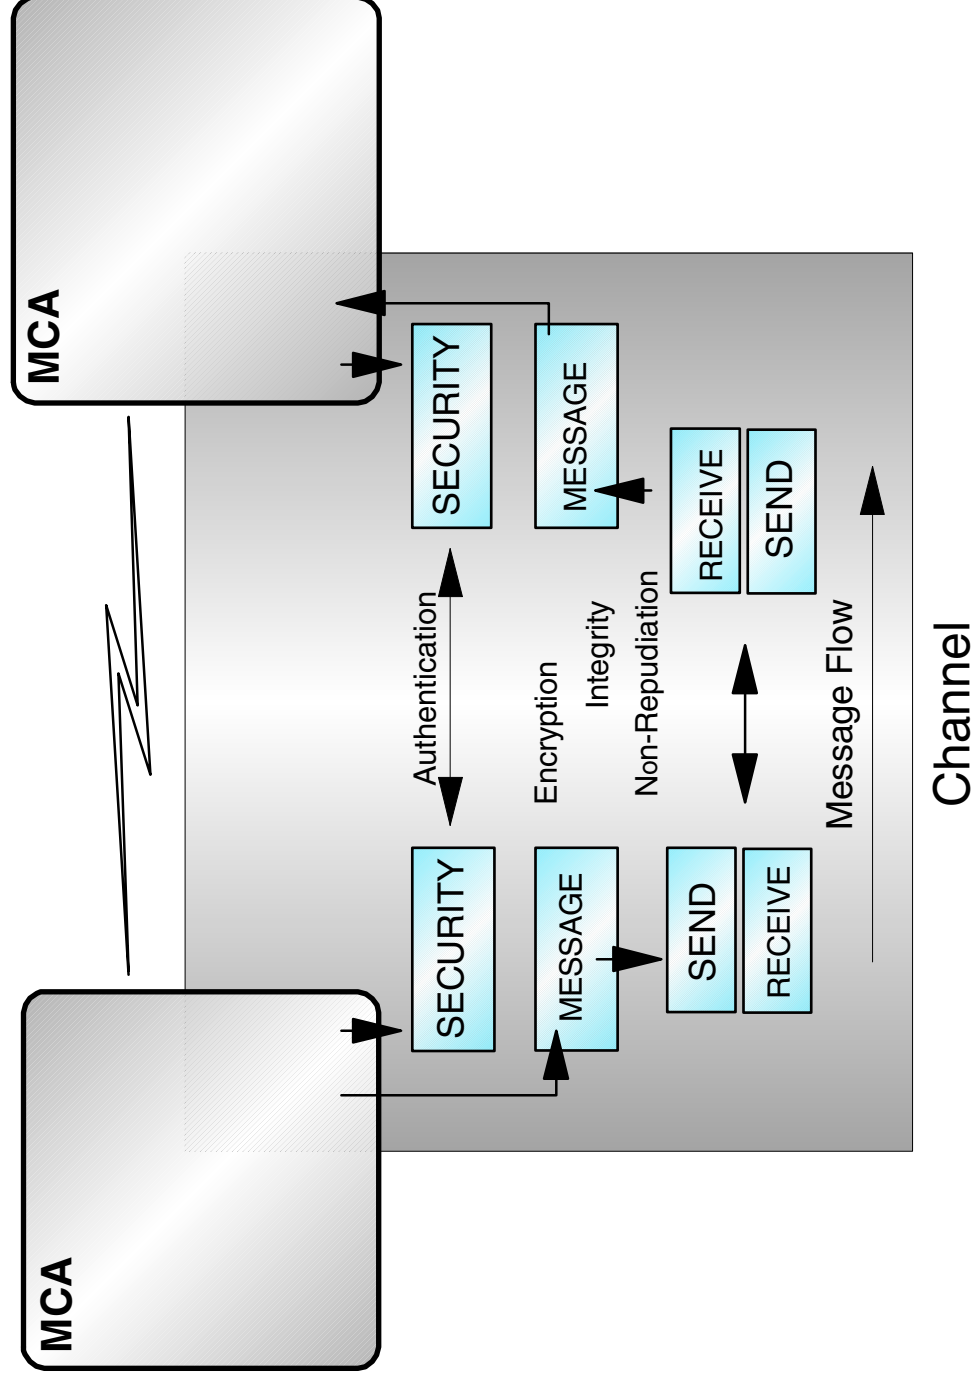 MCA
MCA
SECURITY
Authentication
SECURITY
MESSAGE
Encryption
Integrity
Non-Repudiation
MESSAGE
SEND
RECEIVE
RECEIVE
SEND
Message Flow
Channel